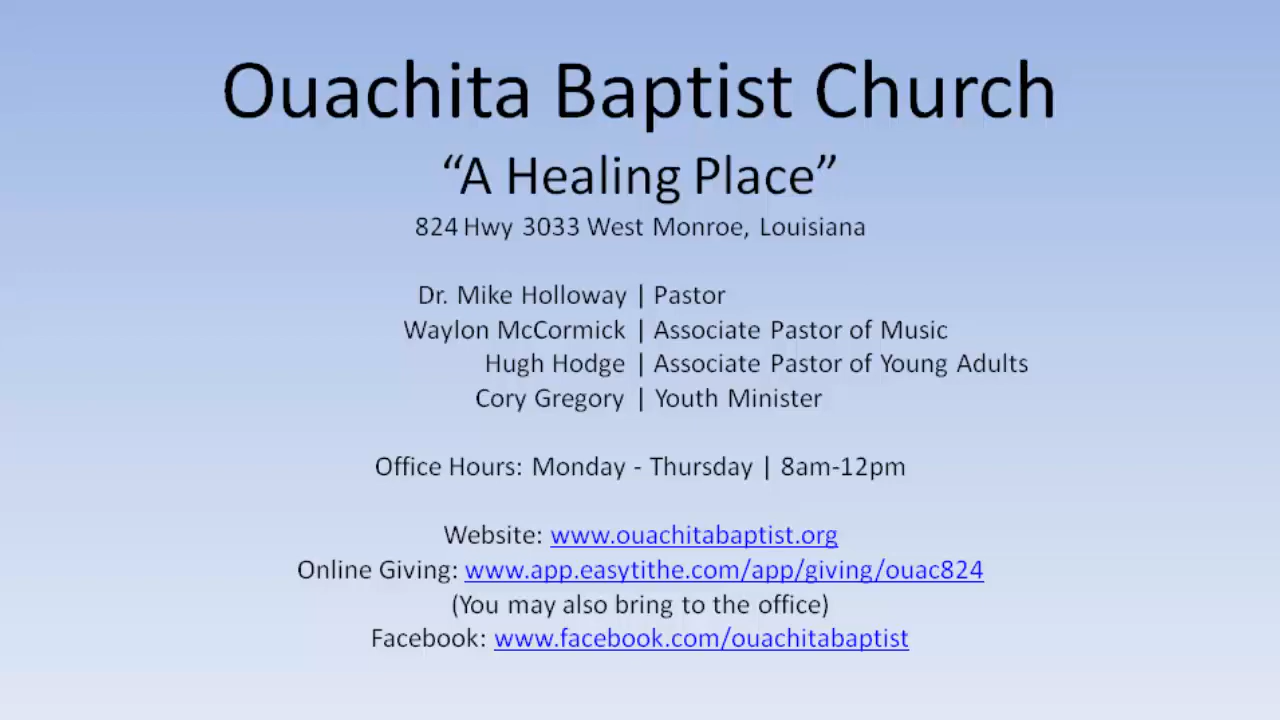 Ouachita Baptist Church
“A Healing Place”
824 Hwy 3033 West Monroe, Louisiana
Dr. Mike Holloway | Pastor
Waylon McCormick | Associate Pastor of Music
Hugh Hodge | Associate Pastor of Young Adults
Cory Gregory | Youth Minister
Office Hours: Monday - Thursday | 8am-12pm
Website: www.ouachitabaptist.org
Online Giving: www.app.easytithe.com/app/giving/ouac824
(You may also bring to the office)
Facebook: www.facebook.com/ouachitabaptist